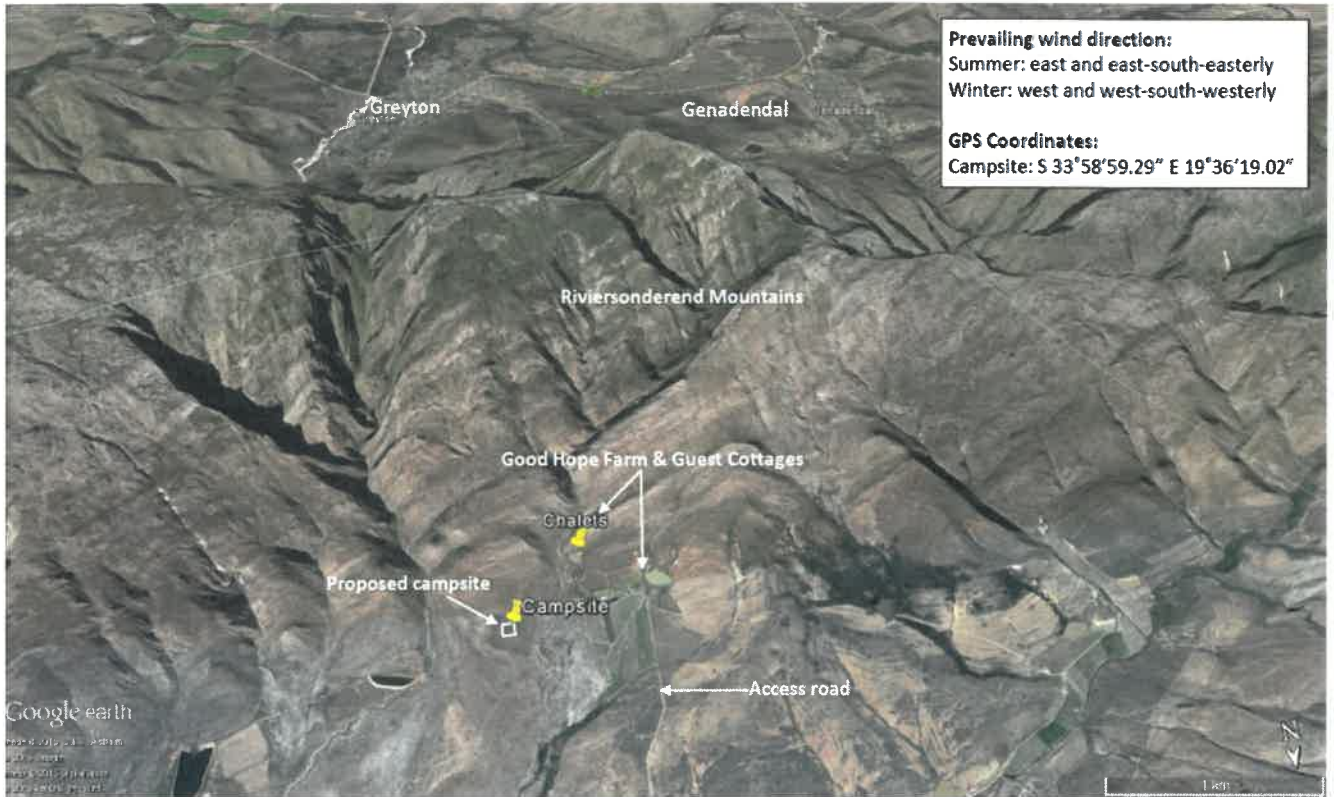 Prevailing wind direction:
Summer: east and east-south-easterly
Winter: west and west-south-westerly
GPS Coordinates:
Campsite: S 33°58′59.29″ E 19°36′19.02″
Greyton
Genadendal
Riviersonderend Mountains
Good Hope Farm & Guest Cottages
Chalets
Proposed campsite
Campsite
Access road
Google earth
N
1 km